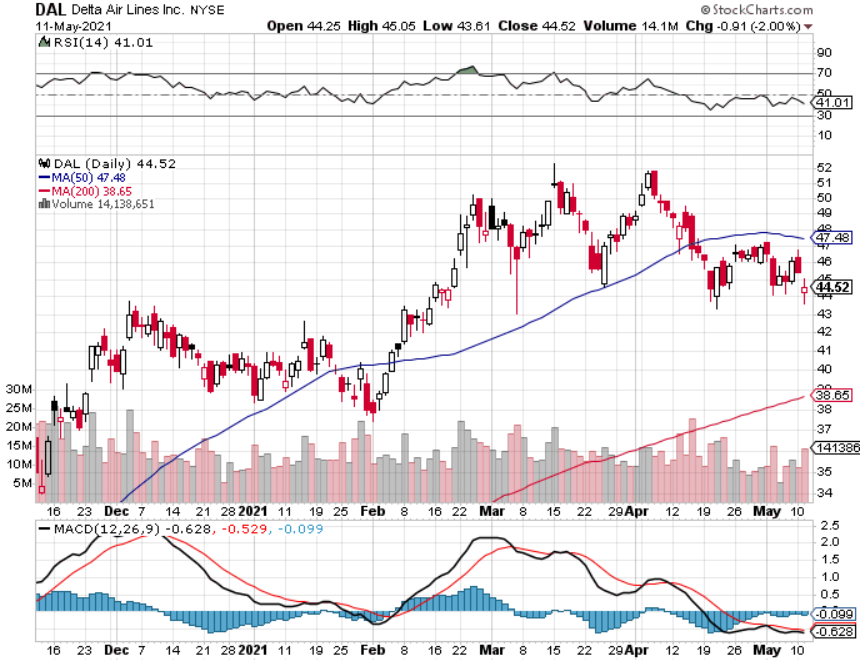 DAL Delta Air Lines Inc. NYSE
© StockCharts.com
11-May-2021
Open 44.25 High 45.05 Low 43.61 Close 44.52 Volume 14.1M Chg -0.91 (-2.00%)
RSI(14) 41.01
90
70
50
41.01
30
10
DAL (Daily) 44.52
MA(50) 47.48
MA(200) 38.65
Volume 14,138,651
52
51
50
49
48
47.48
46
45
44.52
44
43
42
41
40
38.65
38
37
141386
35
34
30M
25M
20M
15M
10M
5M
16 23 Dec 7 14 21 28 2021 11 19 25 Feb 8 16 22 Mar 8 15 22 29 Apr 12 19 26 May 10
MACD(12,26,9) -0.628, -0.529, -0.099
2.5
2.0
1.5
1.0
0.5
-0.099
-0.628
16 23 Dec 7 14 21 28 2021 11 19 25 Feb 8 16 22 Mar 8 15 22 29 Apr 12 19 26 May 10